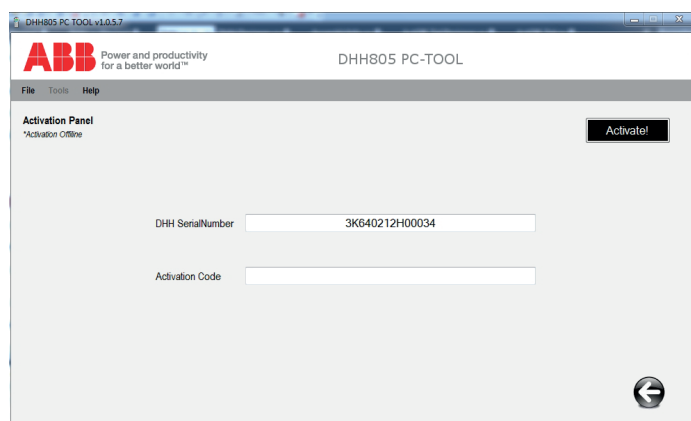 DHH805 PC TOOL v1.0.5.7
ABB
Power and productivity
for a better world™
DHH805 PC-TOOL
File Tools Help
Activation Panel
*Activation Offline
Activate!
DHH SerialNumber 3K640212H00034
Activation Code